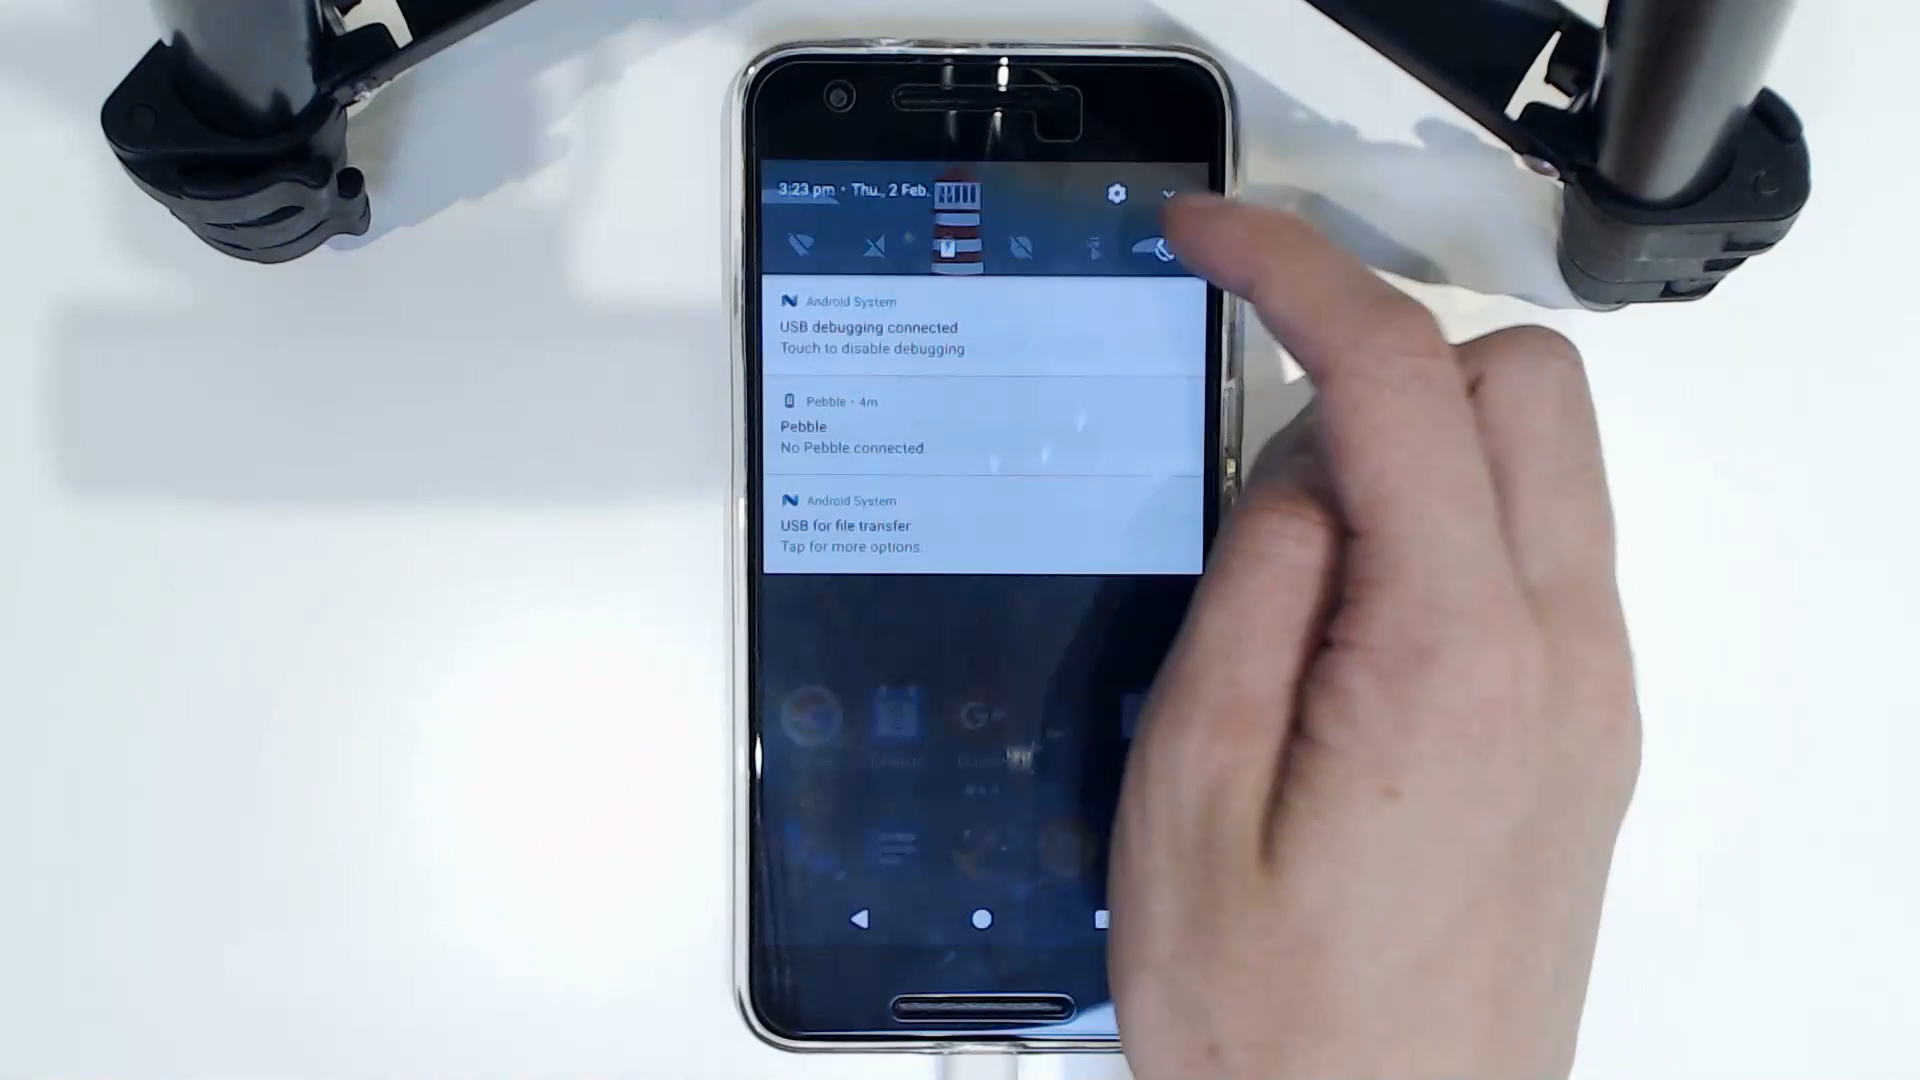 3:23 pm • Thu., 2 Feb.
Android System
USB debugging connected
Touch to disable debugging
Pebble • 4m
Pebble
No Pebble connected
Android System
USB for file transfer
Tap for more options.
G+